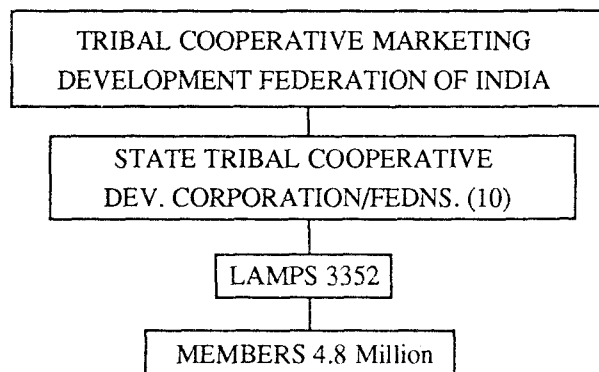 TRIBAL COOPERATIVE MARKETING
DEVELOPMENT FEDERATION OF INDIA
STATE TRIBAL COOPERATIVE
DEV. CORPORATION/FEDNS. (10)
LAMPS 3352
MEMBERS 4.8 Million